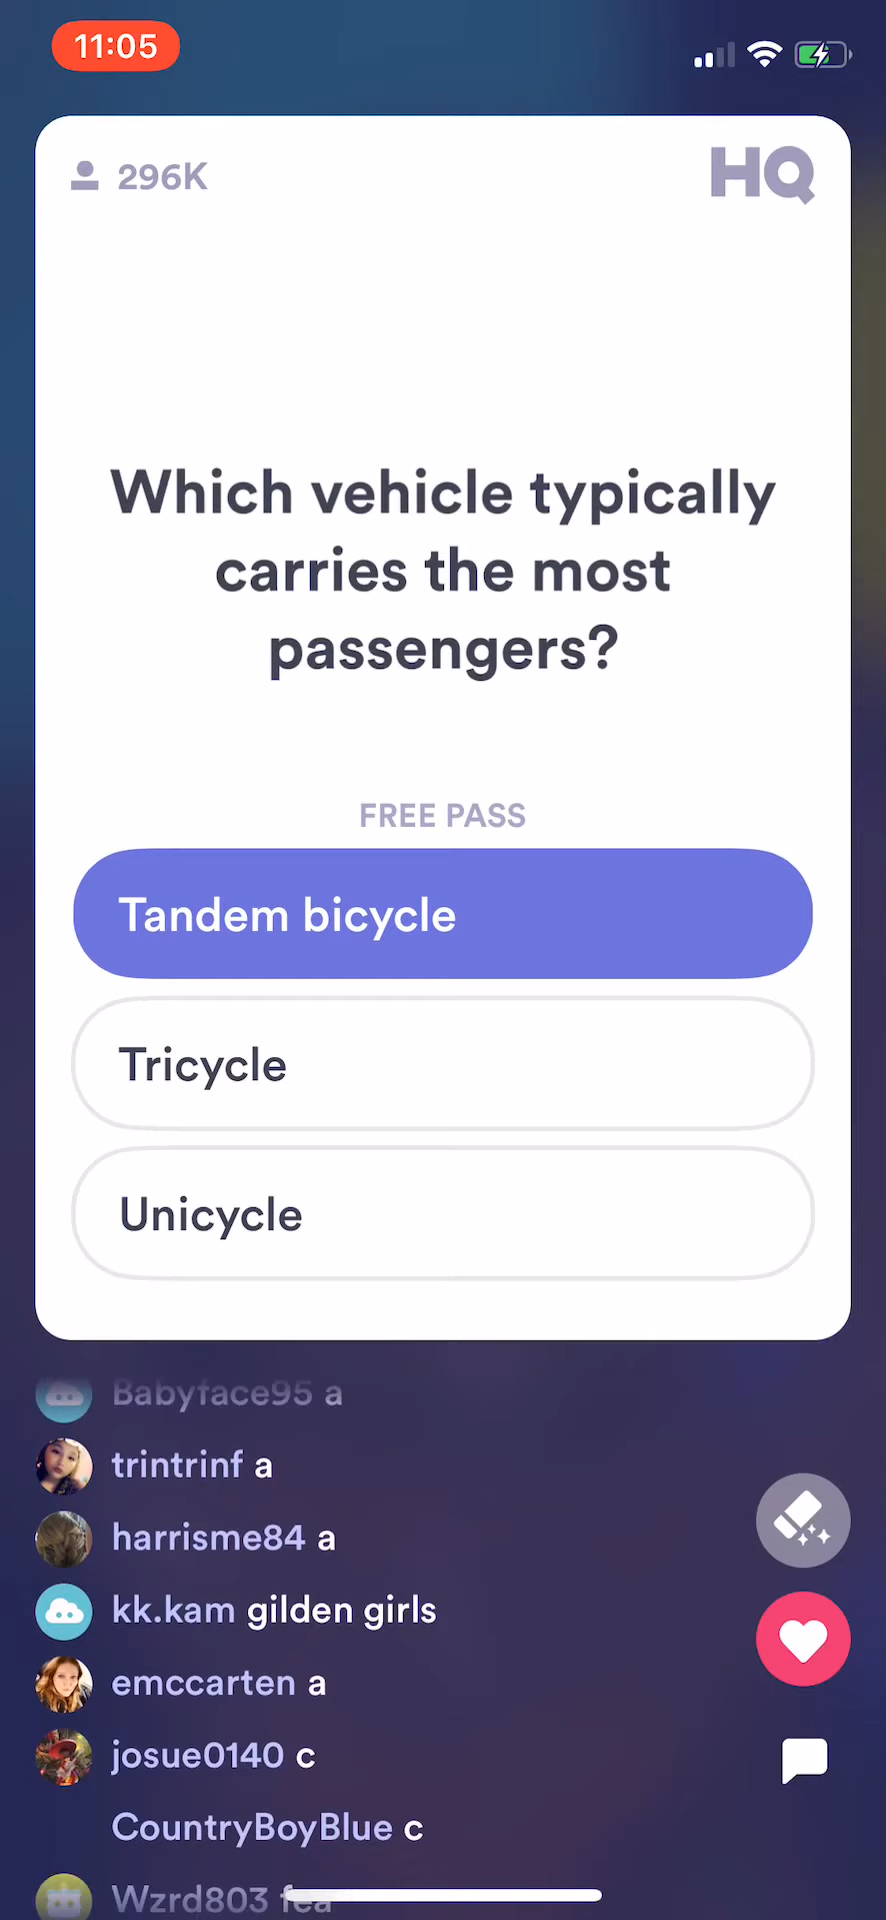 11:05
296K
HQ
Which vehicle typically
carries the most
passengers?
FREE PASS
Tandem bicycle
Tricycle
Unicycle
Babyface95 a
trintrinf a
harrisme84 a
kk.kam gilden girls
emccarten a
josue0140 c
CountryBoyBlue c
Wzrd803 fea